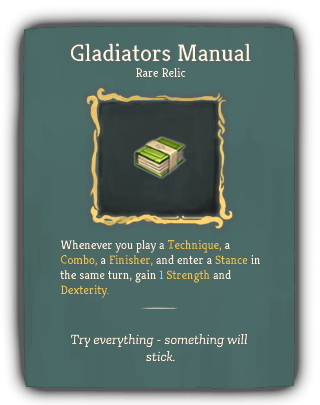 Gladiators Manual
Rare Relic
Whenever you play a Technique, a
Combo, a Finisher, and enter a Stance in
the same turn, gain 1 Strength and
Dexterity.
Try everything - something will
stick.